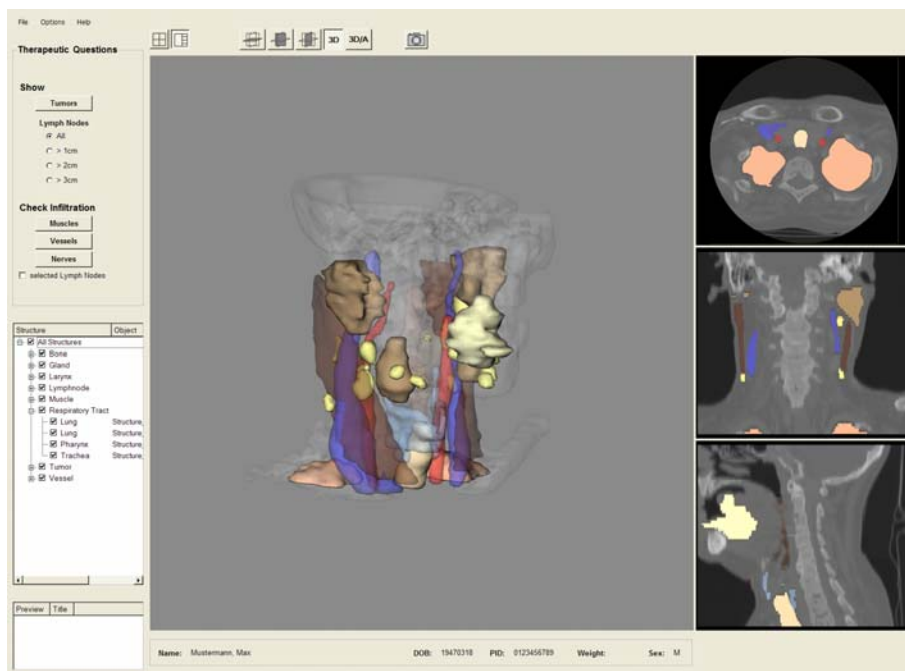 File Options Help
3D 3D/A
Therapeutic Questions
Show
Tumors
Lymph Nodes
All
> 1cm
> 2cm
> 3cm
Check Infiltration
Muscles
Vessels
Nerves
selected Lymph Nodes
Structure Object
All Structures
Bone
Gland
Larynx
Lymphnode
Muscle
Respiratory Tract
Lung Structure,
Lung Structure,
Pharynx Structure,
Trachea Structure,
Tumor
Vessel
Preview Title
Name: Mustermann, Max DOB: 19470318 PID: 0123456789 Weight: Sex: M